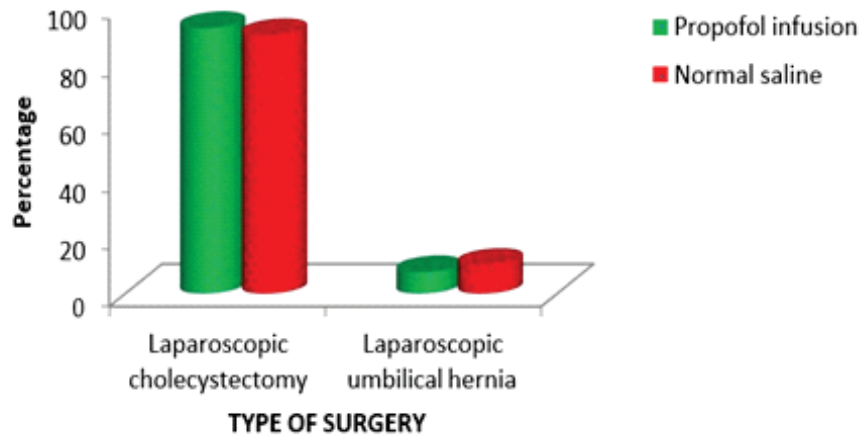 100
80
60
40
20
0
Percentage
Propofol infusion
Normal saline
Laparoscopic
cholecystectomy
Laparoscopic
umbilical hernia
TYPE OF SURGERY